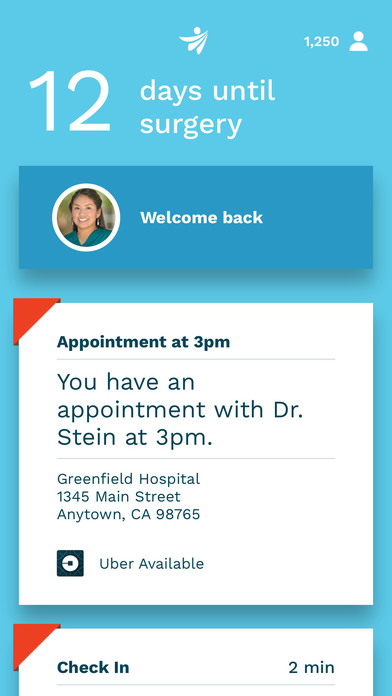 1,250
12
days until
surgery
Welcome back
Appointment at 3pm
You have an
appointment with Dr.
Stein at 3pm.
Greenfield Hospital
1345 Main Street
Anytown, CA 98765
Uber Available
Check In 2 min